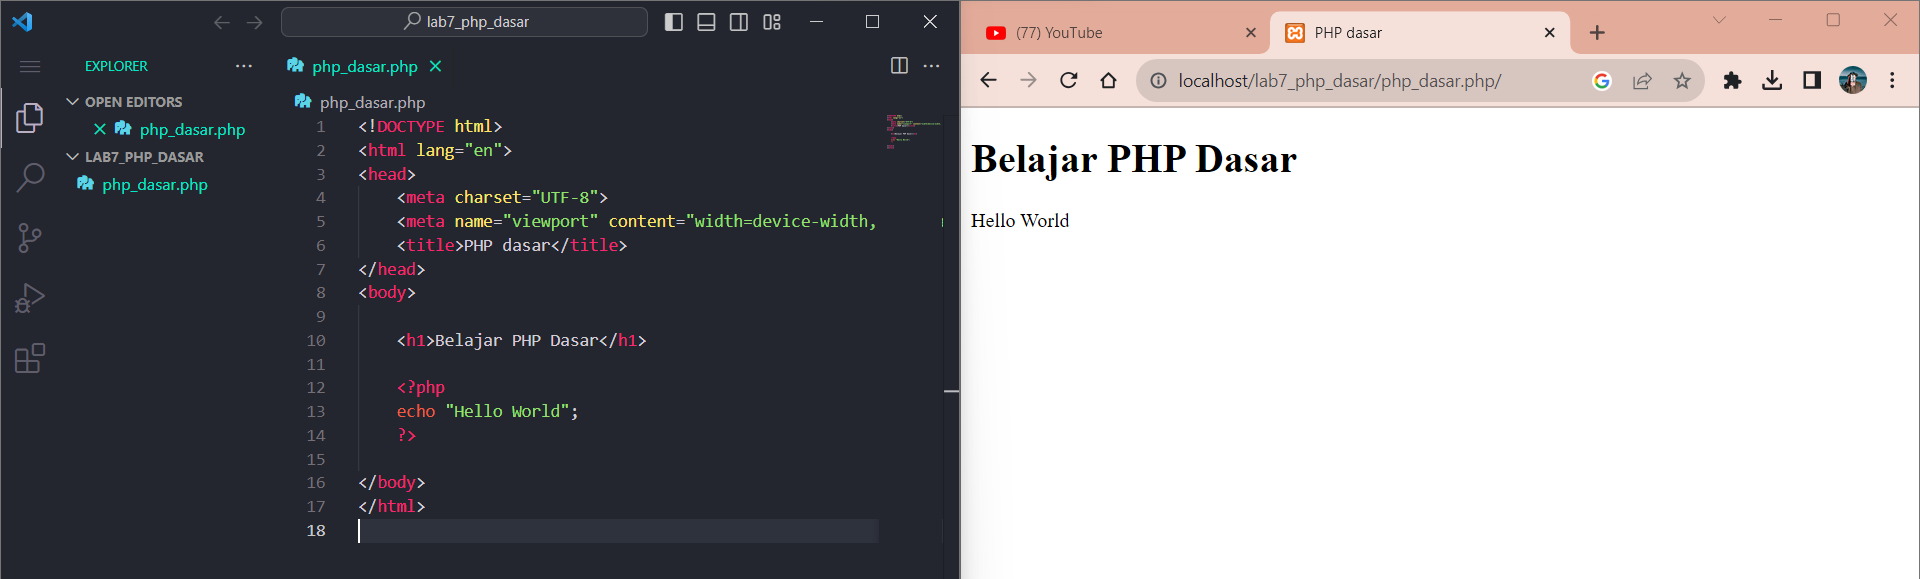 lab7_php_dasar
EXPLORER
OPEN EDITORS
php_dasar.php
LAB7_PHP_DASAR
php_dasar.php
php_dasar.php
php_dasar.php
1 <!DOCTYPE html>
2 <html lang="en">
3 <head>
4 <meta charset="UTF-8">
5 <meta name="viewport" content="width=device-width,
6 <title>PHP dasar</title>
7 </head>
8 <body>
9
10 <h1>Belajar PHP Dasar</h1>
11
12 <?php
13 echo "Hello World";
14 ?>
15
16 </body>
17 </html>
18
(77) YouTube
PHP dasar
localhost/lab7_php_dasar/php_dasar.php/
Belajar PHP Dasar
Hello World